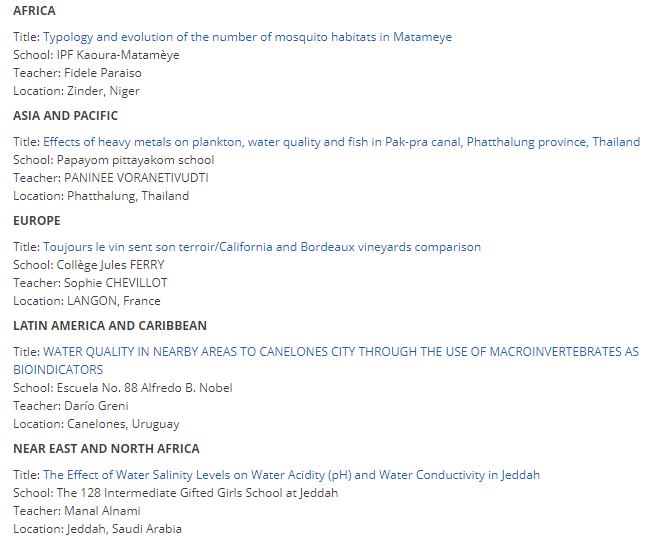 AFRICA
Title: Typology and evolution of the number of mosquito habitats in Matameye
School: IPF Kaoura-Matamèye
Teacher: Fidele Paraiso
Location: Zinder, Niger
ASIA AND PACIFIC
Title: Effects of heavy metals on plankton, water quality and fish in Pak-pra canal, Phatthalung province, Thailand
School: Papayom pittayakom school
Teacher: PANINEE VORANETIVUDTI
Location: Phatthalung, Thailand
EUROPE
Title: Toujours le vin sent son terroir/California and Bordeaux vineyards comparison
School: Collège Jules FERRY
Teacher: Sophie CHEVILLOT
Location: LANGON, France
LATIN AMERICA AND CARIBBEAN
Title: WATER QUALITY IN NEARBY AREAS TO CANELONES CITY THROUGH THE USE OF MACROINVERTEBRATES AS
BIOINDICATORS
School: Escuela No. 88 Alfredo B. Nobel
Teacher: Darío Greni
Location: Canelones, Uruguay
NEAR EAST AND NORTH AFRICA
Title: The Effect of Water Salinity Levels on Water Acidity (pH) and Water Conductivity in Jeddah
School: The 128 Intermediate Gifted Girls School at Jeddah
Teacher: Manal Alnami
Location: Jeddah, Saudi Arabia